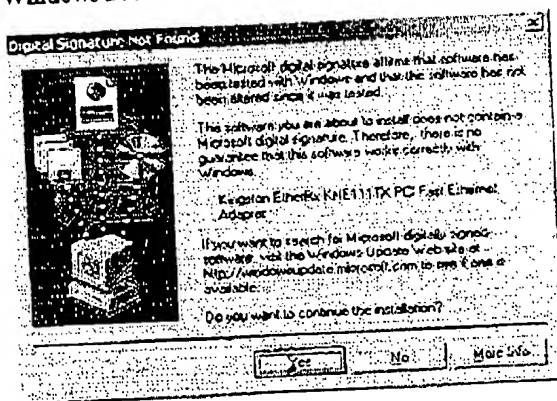 Digital Signature Not Found
The Microsoft digital signature affirms that software has
been tested with Windows and that the software has not
been altered since it was tested.
The software you are about to install does not contain a
Microsoft digital signature. Therefore, there is no
guarantee that this software works correctly with
Windows.
Kingston EtheRx KNE111TX PCI Fast Ethernet
Adapter
If you want to search for Microsoft digitally signed
software, visit the Windows Update Web site at
http://windowsupdate.microsoft.com to see if one is
available.
Do you want to continue the installation?
Yes
No
More Info